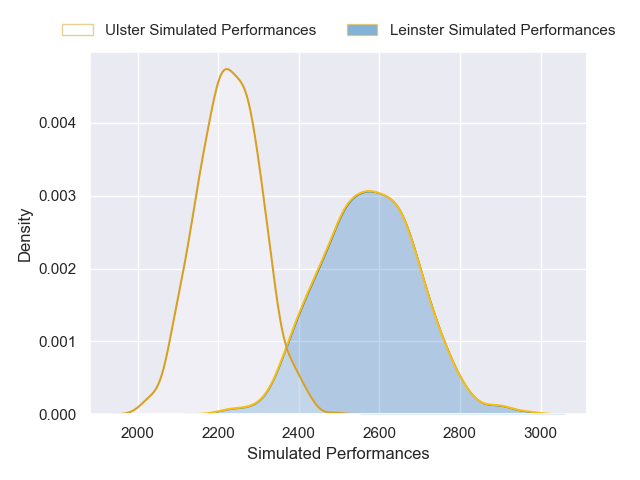 Ulster Simulated Performances Leinster Simulated Performances
0.004
0.003
0.002
0.001
0.000
Density
2000 2200 2400 2600 2800 3000
Simulated Performances